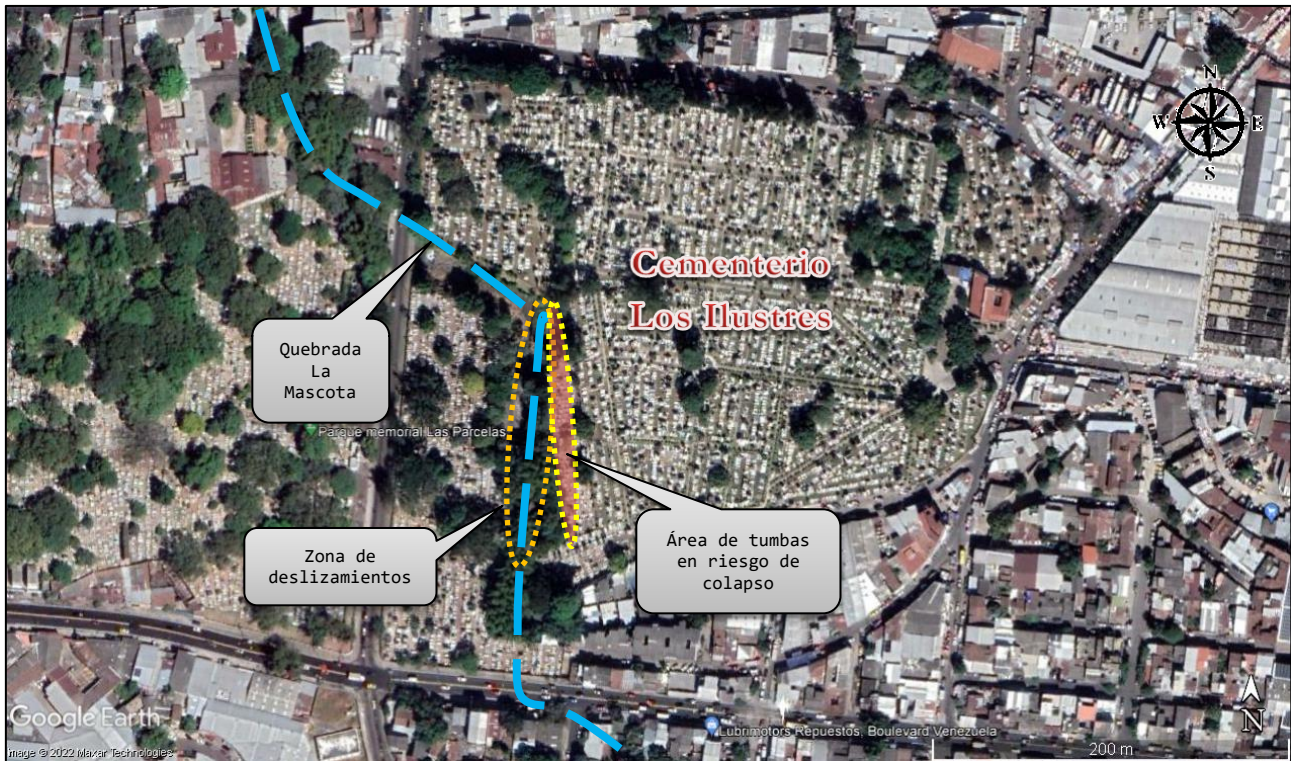 N
W E
S
Cementerio
Los Ilustres
Quebrada
La
Mascota
Parque memorial Las Parcelas
Zona de
deslizamientos
Área de tumbas
en riesgo de
colapso
N
Google Earth
Lubrimotors Repuestos, Boulevard Venezuela
200 m
Image © 2022 Maxar Technologies